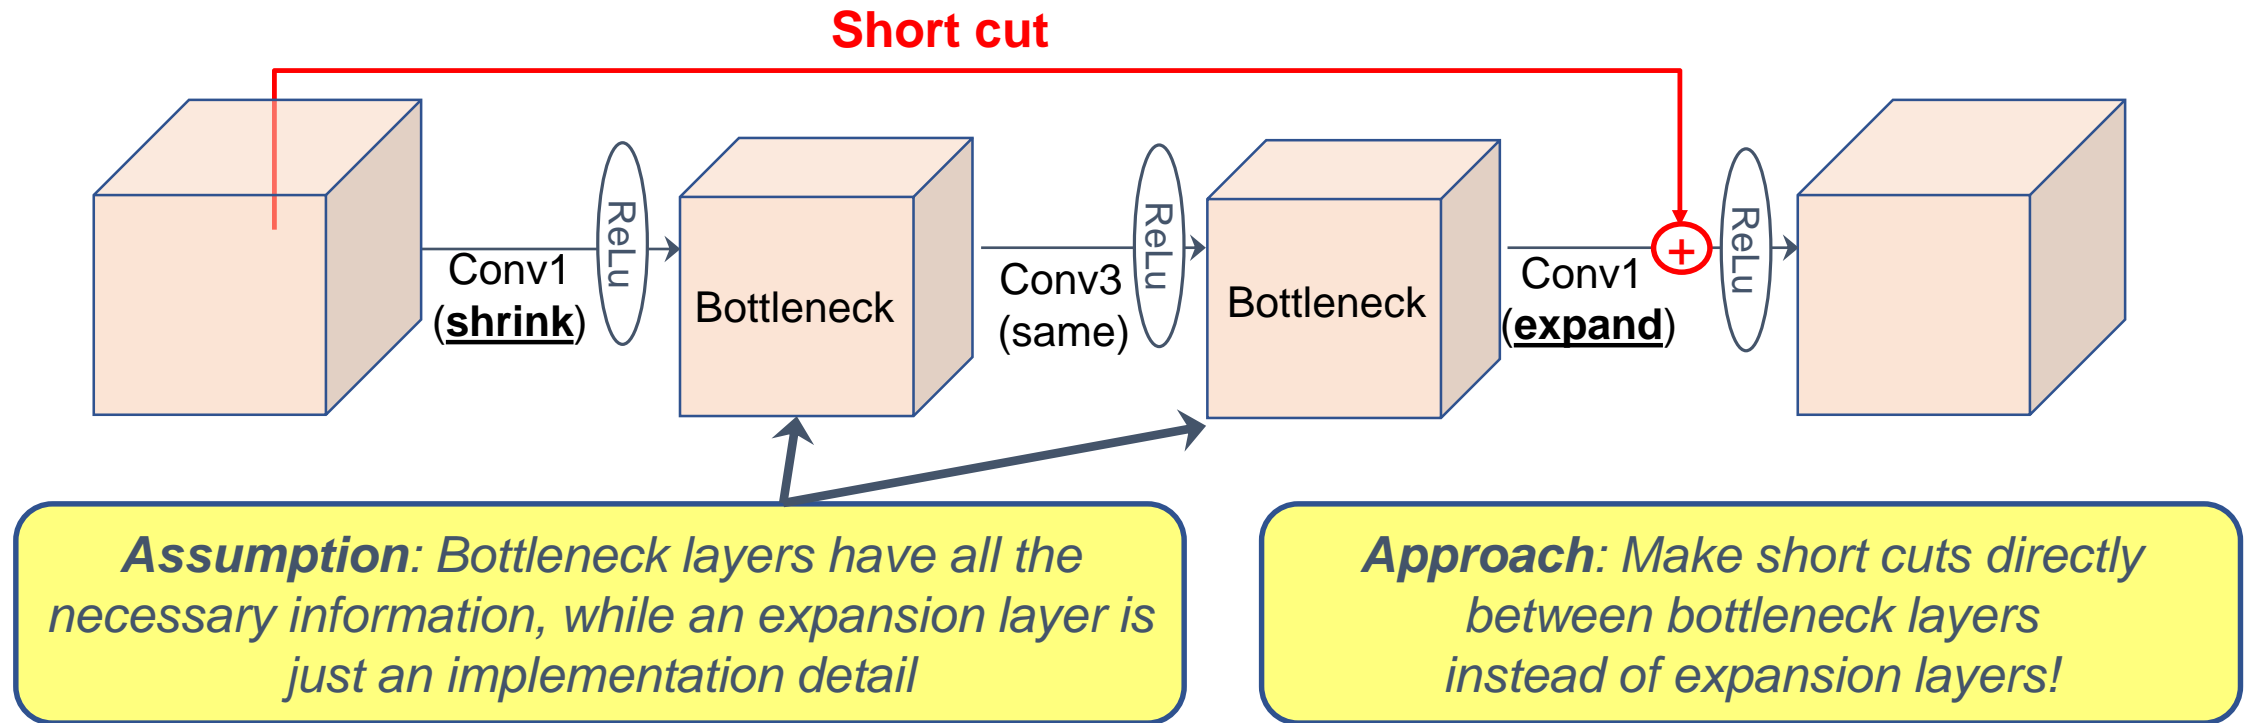 Short cut
ReLu
ReLu
ReLu
Conv1
(shrink)
Bottleneck
Conv3
(same)
Bottleneck
Conv1
(expand)
+
Assumption: Bottleneck layers have all the
necessary information, while an expansion layer is
just an implementation detail
Approach: Make short cuts directly
between bottleneck layers
instead of expansion layers!